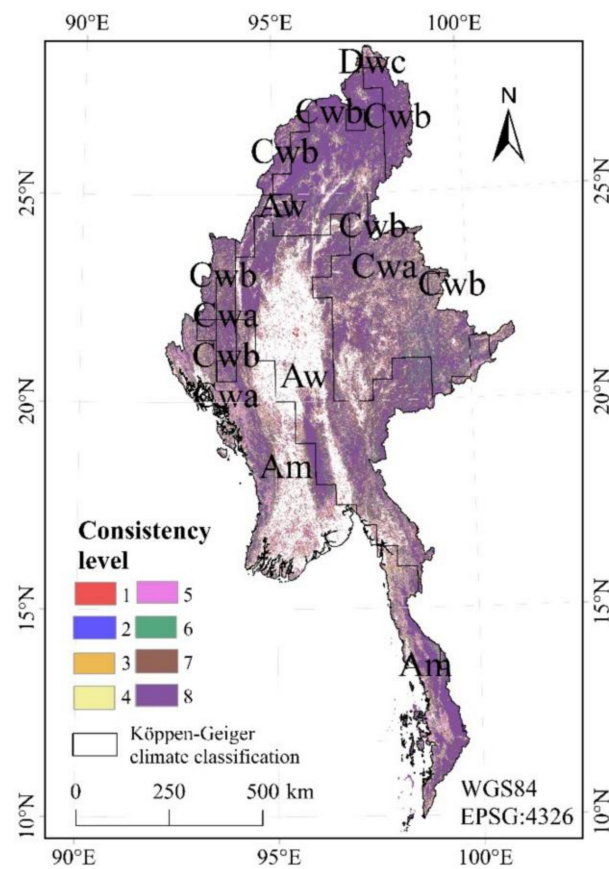 90°E 95°E 100°E
N
Dwc
Cwb Cwb
Cwb
25°N 25°N
Aw
Cwb
Cwa
Cwb Cwb
Cwa
Cwb
Aw
20°N Cwa 20°N
Am
Consistency
level
1 5
2 6
15°N 15°N
3 7
4 8
Am
Köppen-Geiger
climate classification
0 250 500 km
WGS84
EPSG:4326
10°N 10°N
90°E 95°E 100°E